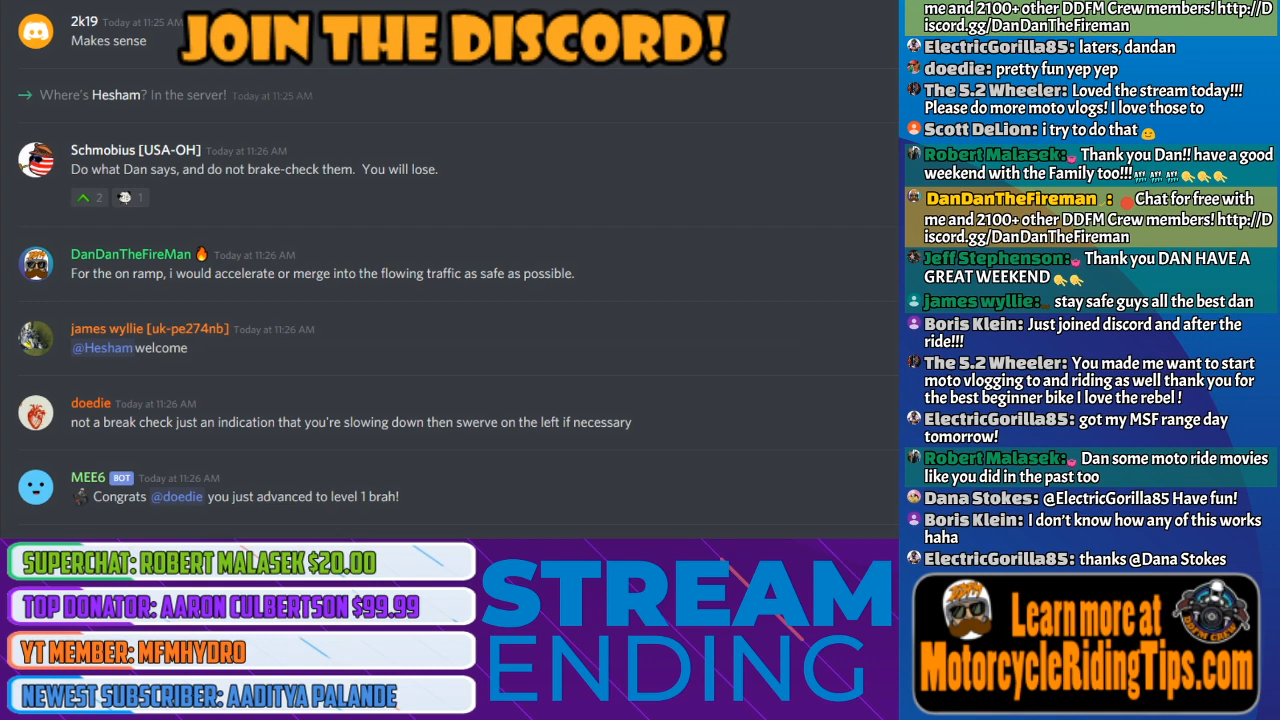 JOIN THE DISCORD!
2k19 Today at 11:25 AM
Makes sense
Where's Hesham? In the server! Today at 11:25 AM
Schmobius [USA-OH] Today at 11:26 AM
Do what Dan says, and do not brake-check them. You will lose.
2 1
DanDanTheFireMan Today at 11:26 AM
For the on ramp, i would accelerate or merge into the flowing traffic as safe as possible.
james wyllie [uk-pe274nb] Today at 11:26 AM
@Hesham welcome
doedie Today at 11:26 AM
not a break check just an indication that you're slowing down then swerve on the left if necessary
MEE6 BOT Today at 11:26 AM
Congrats @doedie you just advanced to level 1 brah!
SUPERCHAT: ROBERT MALASEK $20.00
TOP DONATOR: AARON CULBERTSON $99.99
YT MEMBER: MFMHYDRO
NEWEST SUBSCRIBER: AADITYA PALANDE
STREAM
ENDING
me and 2100+ other DDFM Crew members! http://D
iscord.gg/DanDanTheFireman
ElectricGorilla85: laters, dandan
doedie: pretty fun yep yep
The 5.2 Wheeler: Loved the stream today!!!
Please do more moto vlogs! I love those to
Scott DeLion: i try to do that
Robert Malasek: Thank you Dan!! have a good
weekend with the Family too!!!
DanDanTheFireman : Chat for free with
me and 2100+ other DDFM Crew members! http://D
iscord.gg/DanDanTheFireman
Jeff Stephenson: Thank you DAN HAVE A
GREAT WEEKEND
james wyllie: stay safe guys all the best dan
Boris Klein: Just joined discord and after the
ride!!!
The 5.2 Wheeler: You made me want to start
moto vlogging to and riding as well thank you for
the best beginner bike I love the rebel !
ElectricGorilla85: got my MSF range day
tomorrow!
Robert Malasek: Dan some moto ride movies
like you did in the past too
Dana Stokes: @ElectricGorilla85 Have fun!
Boris Klein: I don't know how any of this works
haha
ElectricGorilla85: thanks @Dana Stokes
Learn more at
MotorcycleRidingTips.com
DDFM CREW